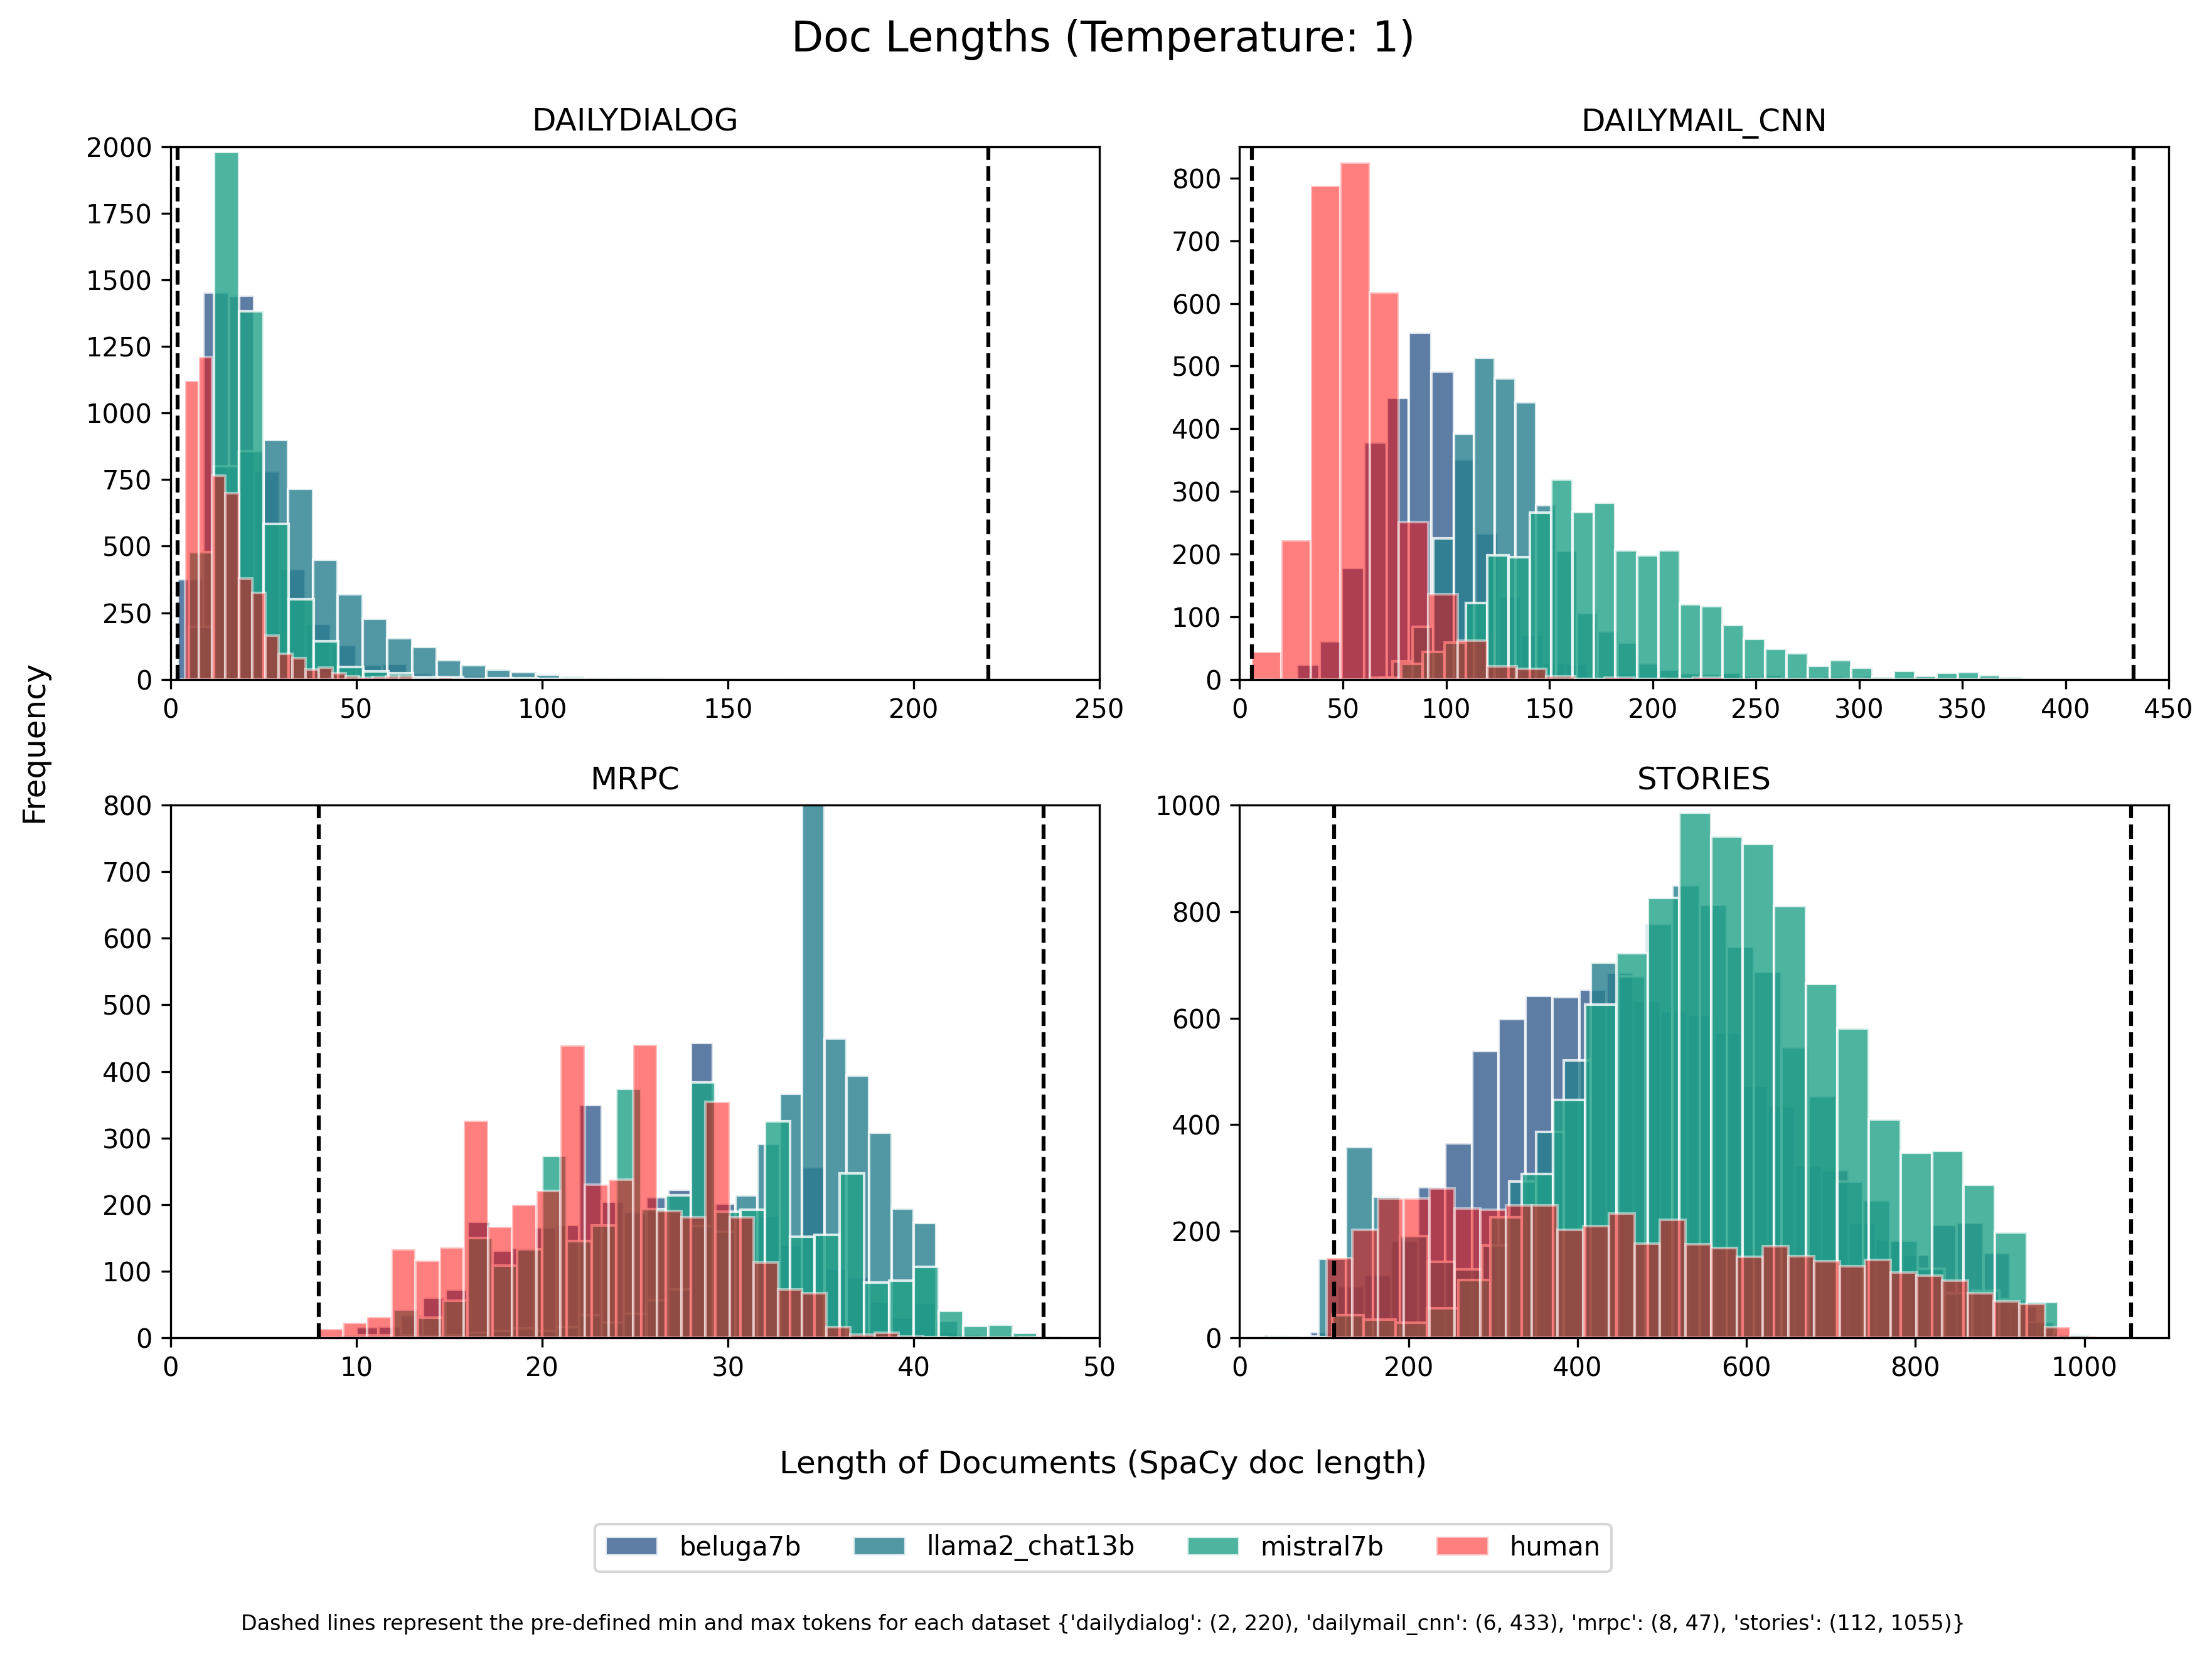 Doc Lengths (Temperature: 1)
DAILYDIALOG
2000
1750
1500
1250
1000
750
500
250
0
0 50 100 150 200 250
DAILYMAIL_CNN
800
700
600
500
400
300
200
100
0
0 50 100 150 200 250 300 350 400 450
Frequency
MRPC
800
700
600
500
400
300
200
100
0
0 10 20 30 40 50
STORIES
1000
800
600
400
200
0
0 200 400 600 800 1000
Length of Documents (SpaCy doc length)
beluga7b llama2_chat13b mistral7b human
Dashed lines represent the pre-defined min and max tokens for each dataset {'dailydialog': (2, 220), 'dailymail_cnn': (6, 433), 'mrpc': (8, 47), 'stories': (112, 1055)}